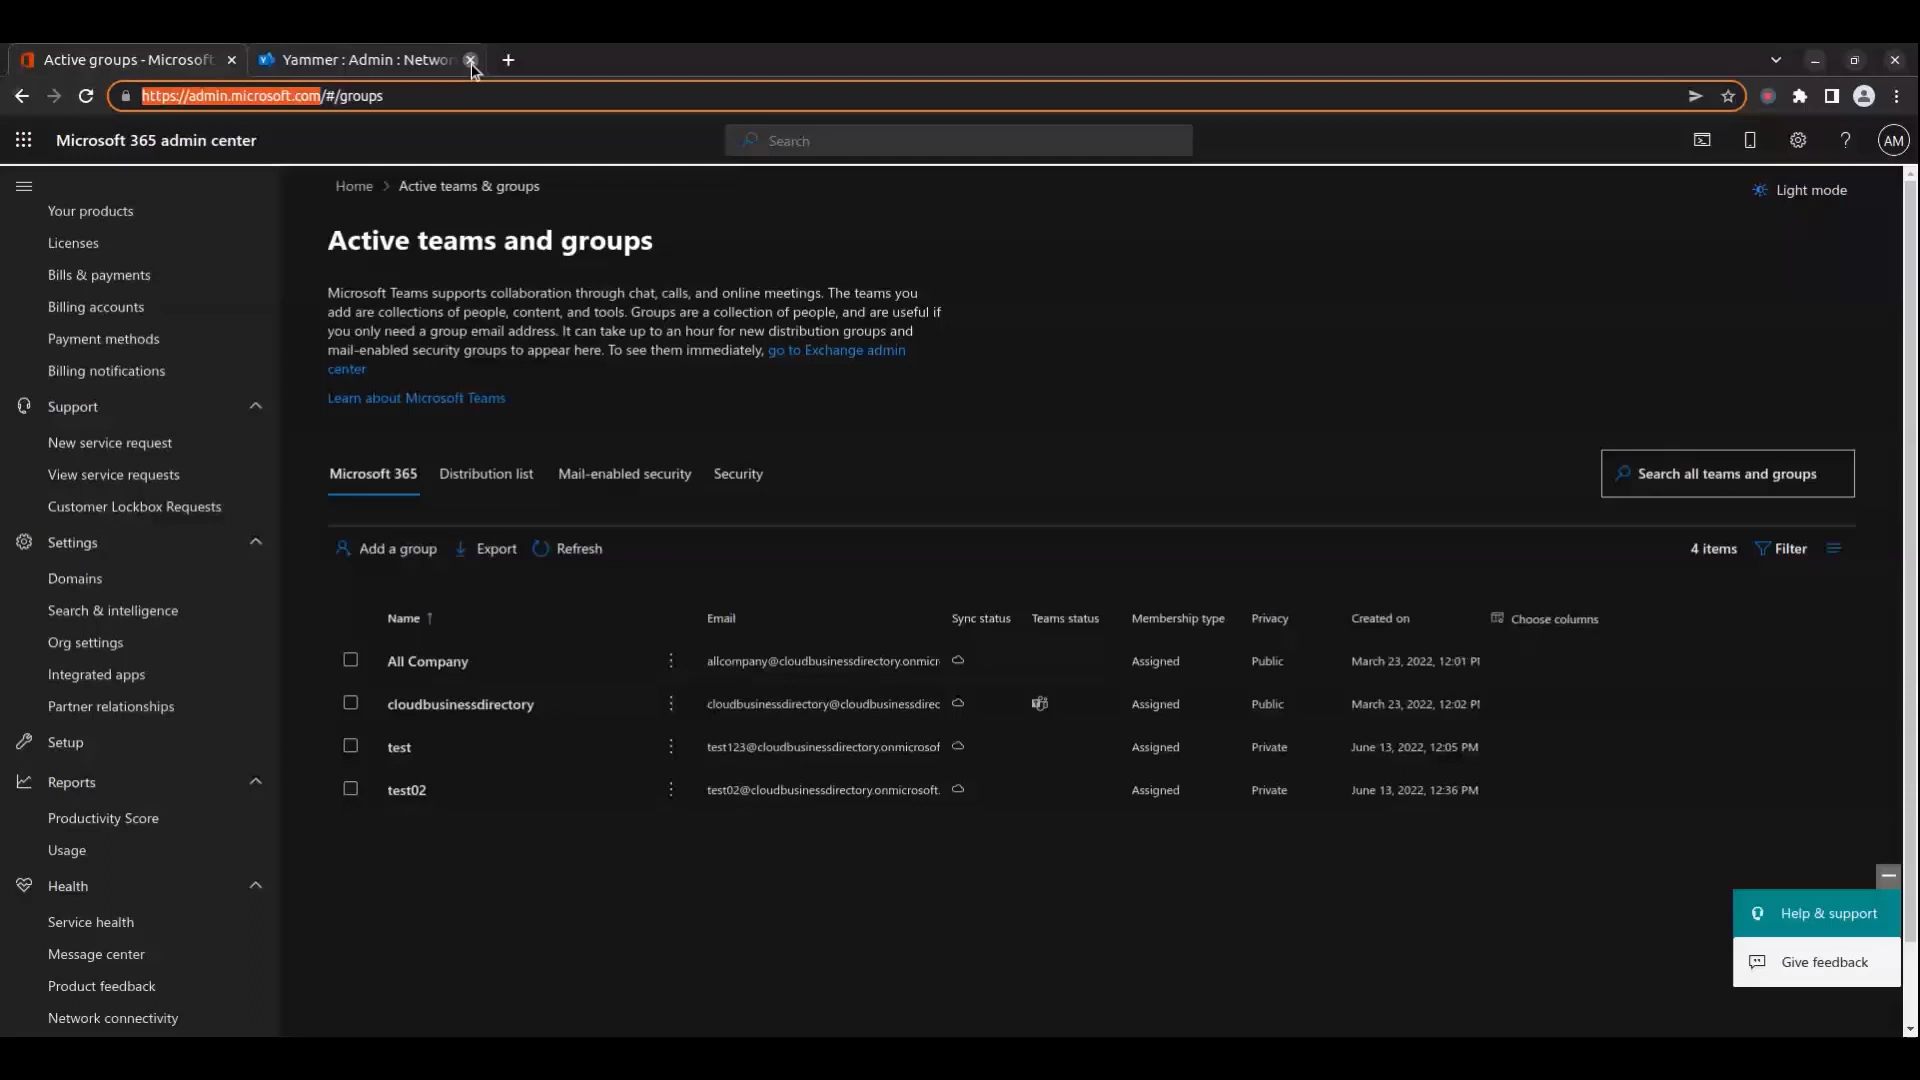 Active groups - Microsoft
Yammer : Admin : Networ
https://admin.microsoft.com/#/groups
Microsoft 365 admin center
Search
AM
Home > Active teams & groups
Light mode
Your products
Licenses
Bills & payments
Billing accounts
Payment methods
Billing notifications
Support
New service request
View service requests
Customer Lockbox Requests
Settings
Domains
Search & intelligence
Org settings
Integrated apps
Partner relationships
Setup
Reports
Productivity Score
Usage
Health
Service health
Message center
Product feedback
Network connectivity
Active teams and groups
Microsoft Teams supports collaboration through chat, calls, and online meetings. The teams you
add are collections of people, content, and tools. Groups are a collection of people, and are useful if
you only need a group email address. It can take up to an hour for new distribution groups and
mail-enabled security groups to appear here. To see them immediately, go to Exchange admin
center
Learn about Microsoft Teams
Microsoft 365 Distribution list Mail-enabled security Security
Search all teams and groups
Add a group Export Refresh
4 items Filter
Name ↑ Email Sync status Teams status Membership type Privacy Created on Choose columns
All Company allcompany@cloudbusinessdirectory.onmicr Assigned Public March 23, 2022, 12:01 P
cloudbusinessdirectory cloudbusinessdirectory@cloudbusinessdirec Assigned Public March 23, 2022, 12:02 P
test test123@cloudbusinessdirectory.onmicrosof Assigned Private June 13, 2022, 12:05 PM
test02 test02@cloudbusinessdirectory.onmicrosoft. Assigned Private June 13, 2022, 12:36 PM
Help & support
Give feedback